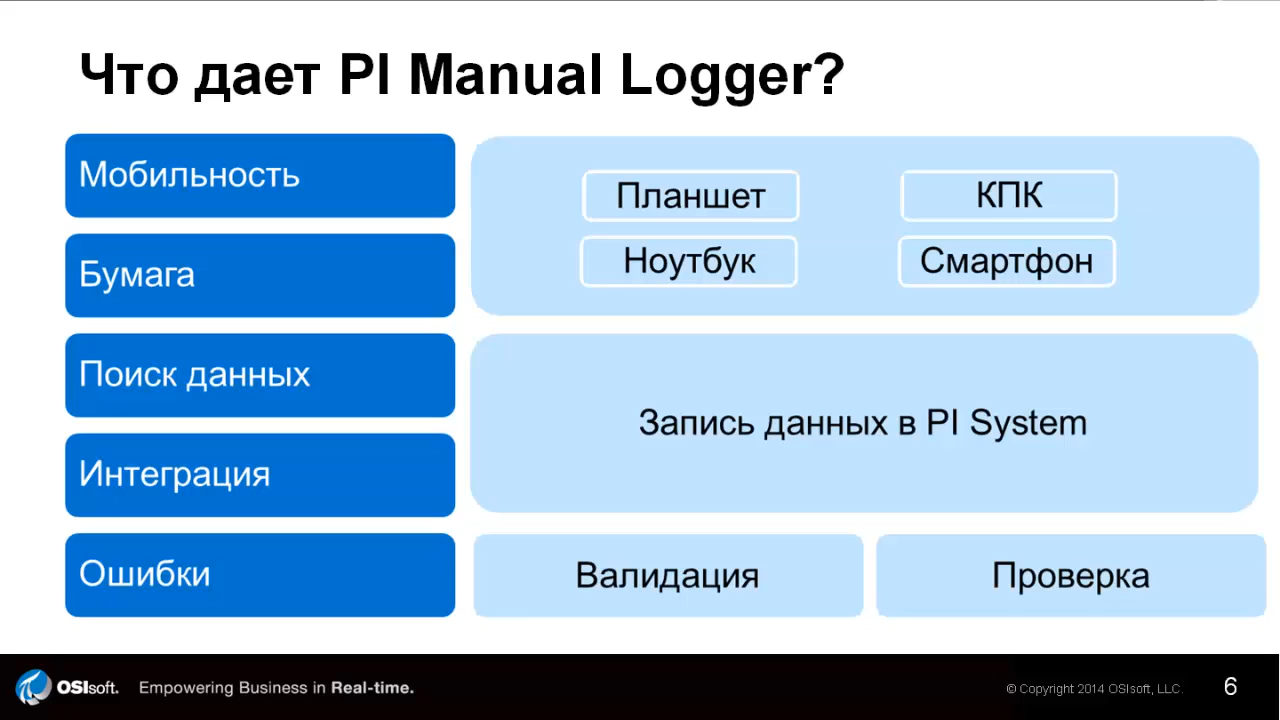 Что дает PI Manual Logger?
Мобильность
Бумага
Поиск данных
Интеграция
Ошибки
Планшет
КПК
Ноутбук
Смартфон
Запись данных в PI System
Валидация
Проверка
OSIsoft. Empowering Business in Real-time.
© Copyright 2014 OSIsoft, LLC. 6